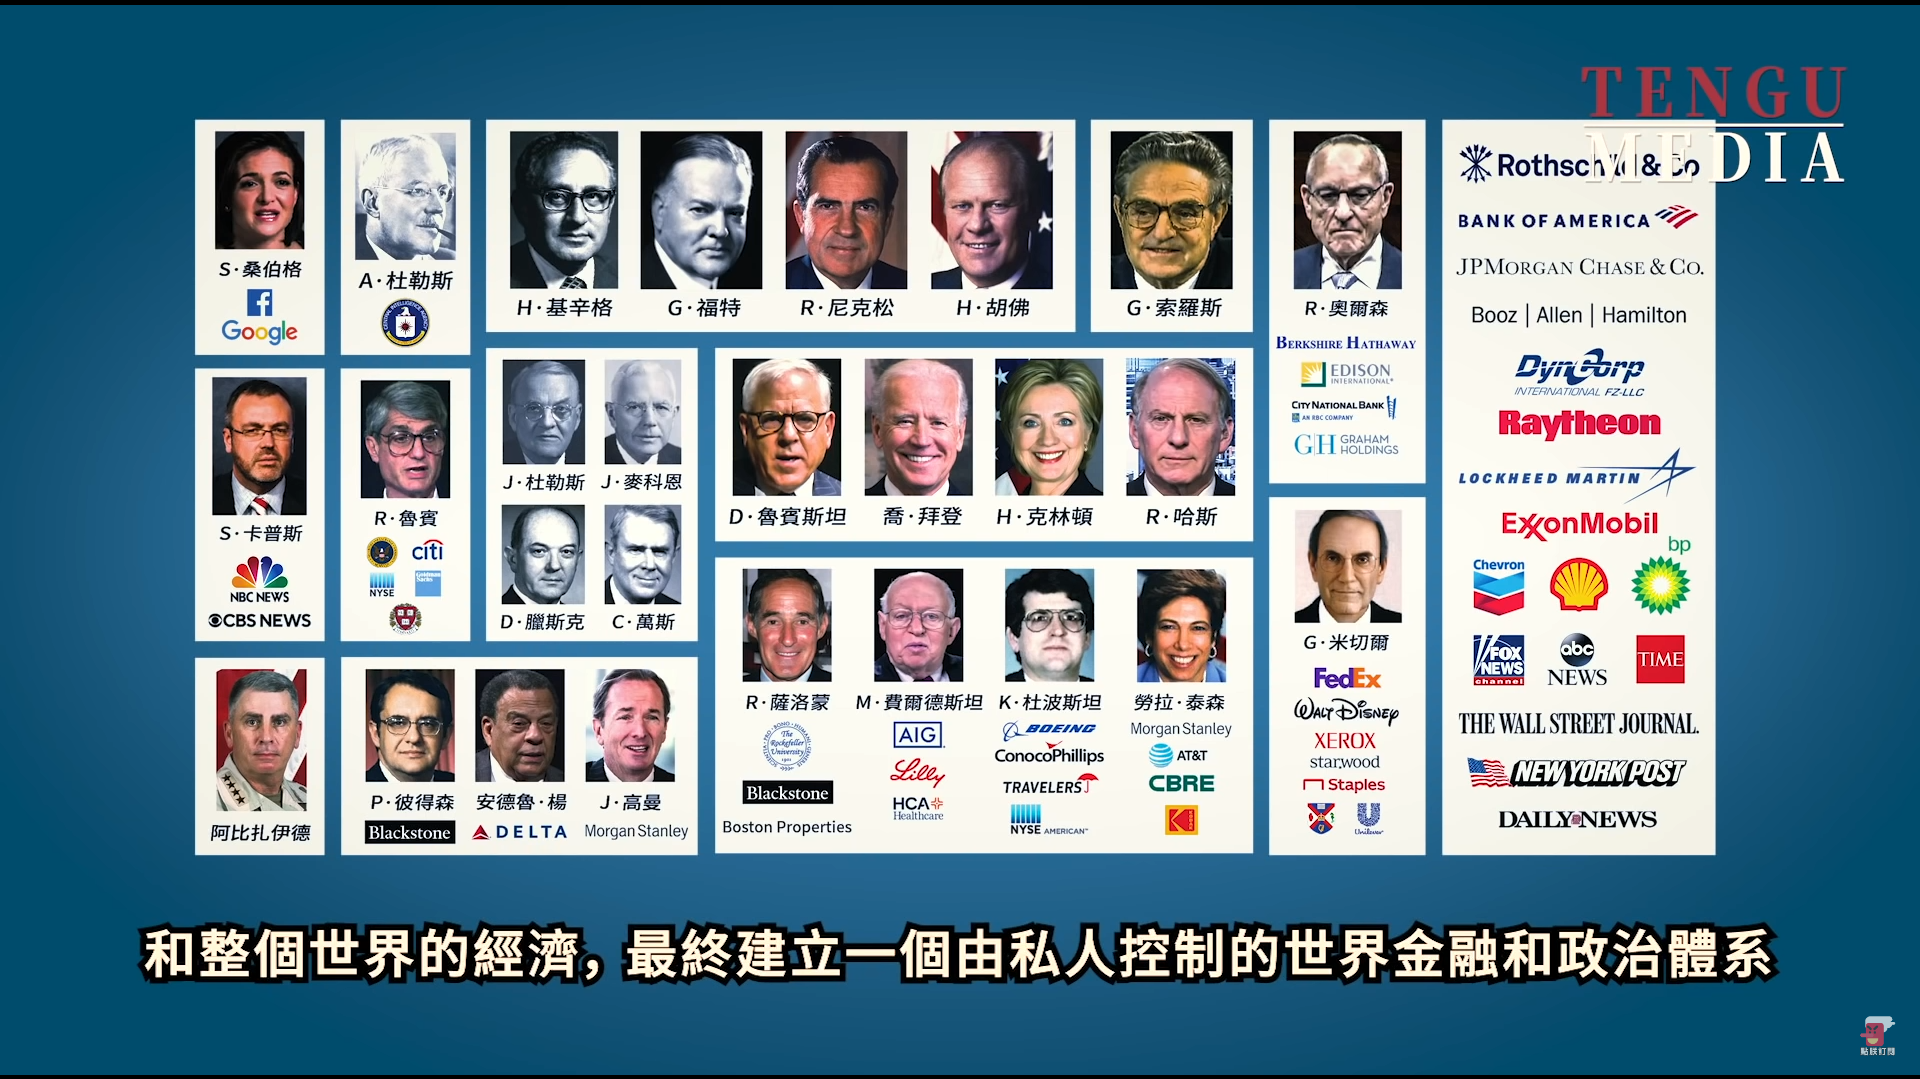 TENGU
MEDIA
S·桑伯格
Google
A·杜勒斯
H·基辛格
G·福特
R·尼克松
H·胡佛
G·索羅斯
R·奧爾森
BERKSHIRE HATHAWAY
EDISON
INTERNATIONAL®
CITY NATIONAL BANK
AN RBC COMPANY
GH GRAHAM
HOLDINGS
Rothschild & Co
BANK OF AMERICA
JPMORGAN CHASE & CO.
Booz | Allen | Hamilton
DynCorp
INTERNATIONAL FZ-LLC
Raytheon
LOCKHEED MARTIN
ExxonMobil
bp
Chevron
FOX
NEWS
channel
abc
NEWS
TIME
THE WALL STREET JOURNAL.
NEW YORK POST
DAILY NEWS
S·卡普斯
NBC NEWS
CBS NEWS
R·魯賓
citi
NYSE
Goldman
Sachs
J·杜勒斯
J·麥科恩
D·臘斯克
C·萬斯
D·魯賓斯坦
喬·拜登
H·克林頓
R·哈斯
G·米切爾
FedEx
WALT DISNEY
XEROX
starwood
Staples
Unilever
阿比扎伊德
P·彼得森
Blackstone
安德魯·楊
DELTA
J·高曼
Morgan Stanley
R·薩洛蒙
The
Rockefeller
University
Blackstone
Boston Properties
M·費爾德斯坦
AIG
Lilly
HCA
Healthcare
K·杜波斯坦
BOEING
ConocoPhillips
TRAVELERS
NYSE AMERICAN
勞拉·泰森
Morgan Stanley
AT&T
CBRE
和整個世界的經濟，最終建立一個由私人控制的世界金融和政治體系
點朕訂閱